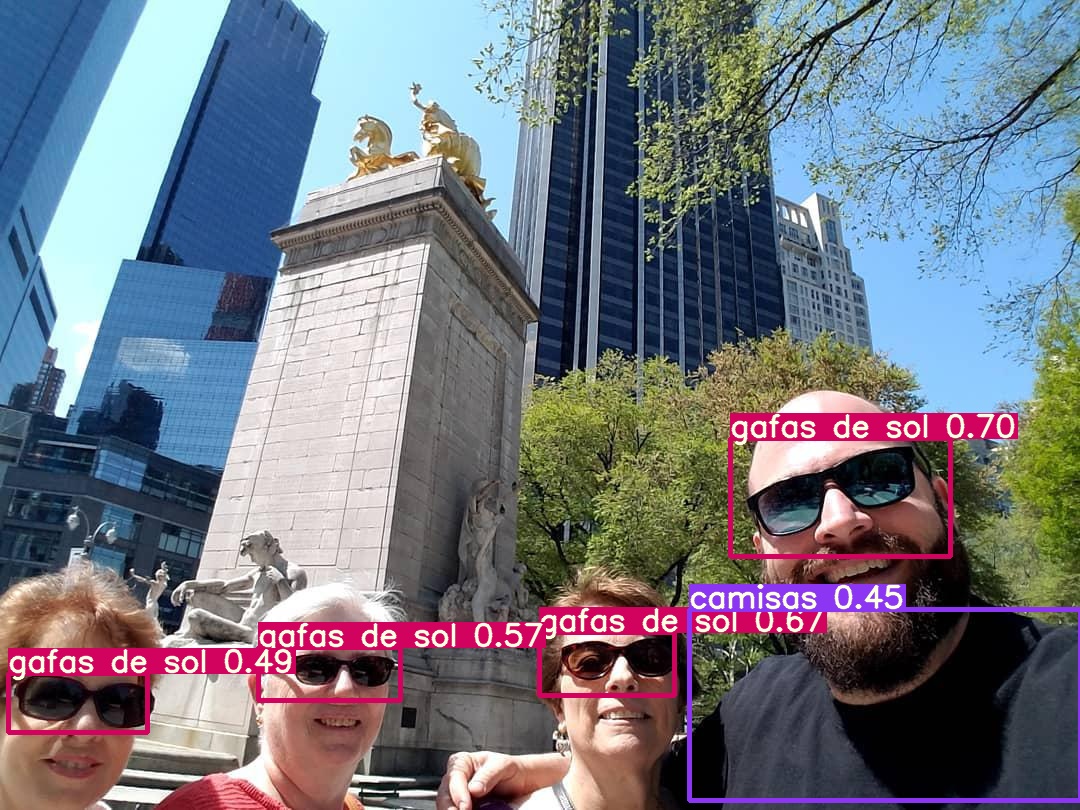 gafas de sol 0.70
camisas 0.45
gafas de sol 0.67
gafas de sol 0.57
gafas de sol 0.49